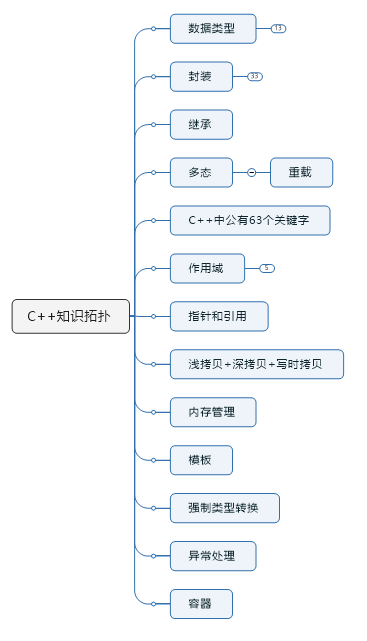 数据类型
13
封装
33
继承
多态
重载
C++中公有63个关键字
作用域
5
C++知识拓扑
指针和引用
浅拷贝+深拷贝+写时拷贝
内存管理
模板
强制类型转换
异常处理
容器